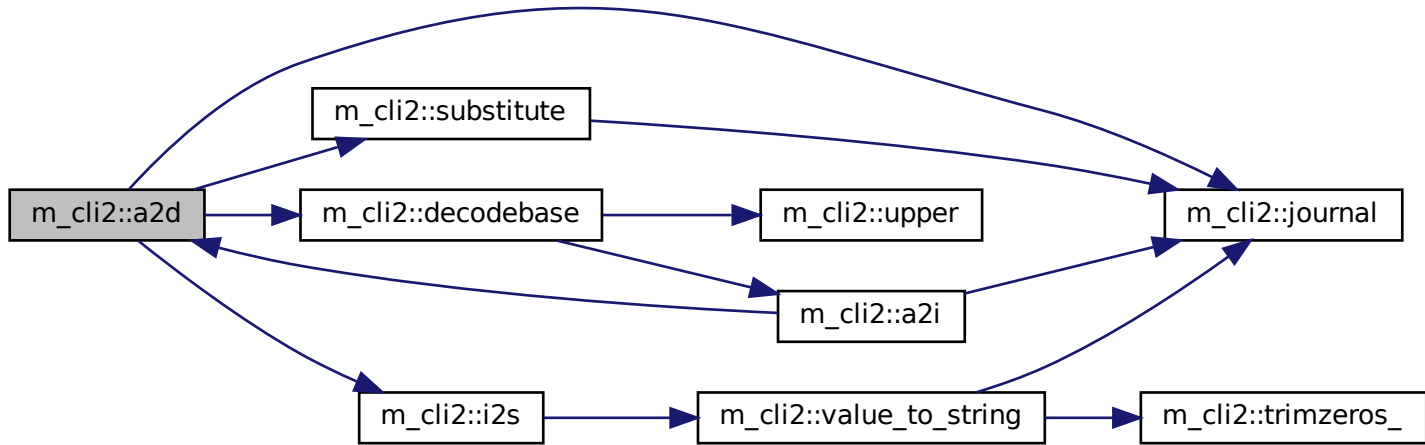 m_cli2::substitute
m_cli2::a2d
m_cli2::decodebase
m_cli2::upper
m_cli2::journal
m_cli2::a2i
m_cli2::i2s
m_cli2::value_to_string
m_cli2::trimzeros_